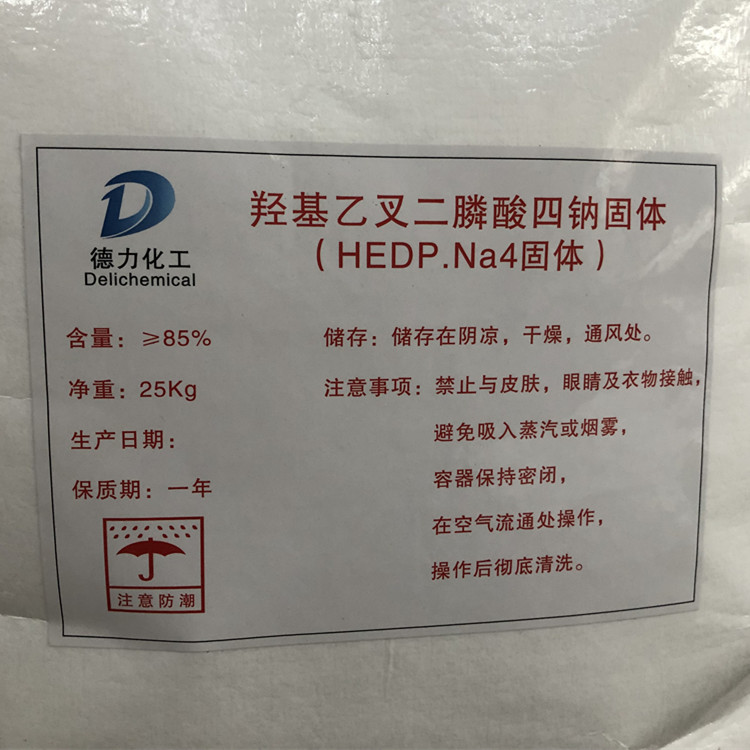 德力化工
Delichemical
羟基乙叉二膦酸四钠固体
（HEDP.Na4固体）
含量：≥85%
净重：25Kg
生产日期：
保质期：一年
注意防潮
储存：储存在阴凉，干燥，通风处。
注意事项：禁止与皮肤，眼睛及衣物接触，
避免吸入蒸汽或烟雾，
容器保持密闭，
在空气流通处操作，
操作后彻底清洗。